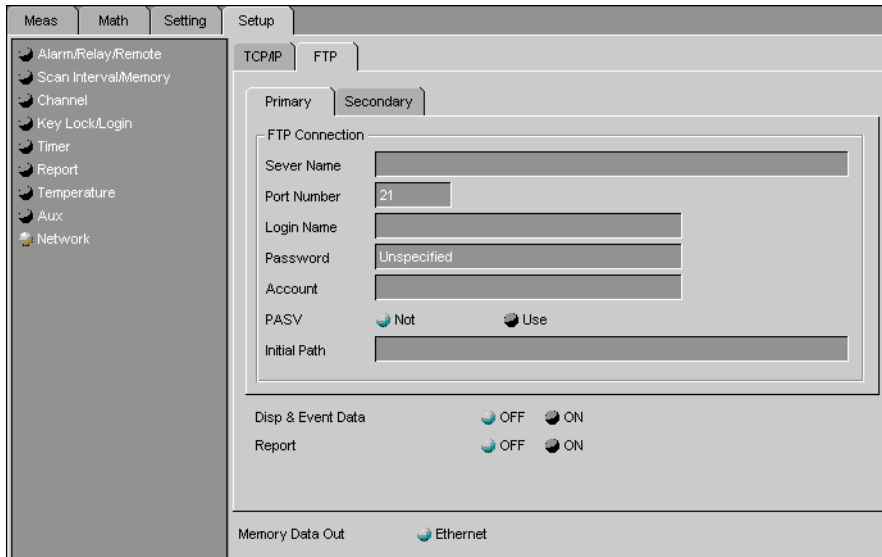 Meas Math Setting Setup
Alarm/Relay/Remote
Scan Interval/Memory
Channel
Key Lock/Login
Timer
Report
Temperature
Aux
Network
TCP/IP FTP
Primary Secondary
FTP Connection
Sever Name
Port Number 21
Login Name
Password Unspecified
Account
PASV Not Use
Initial Path
Disp & Event Data OFF ON
Report OFF ON
Memory Data Out Ethernet